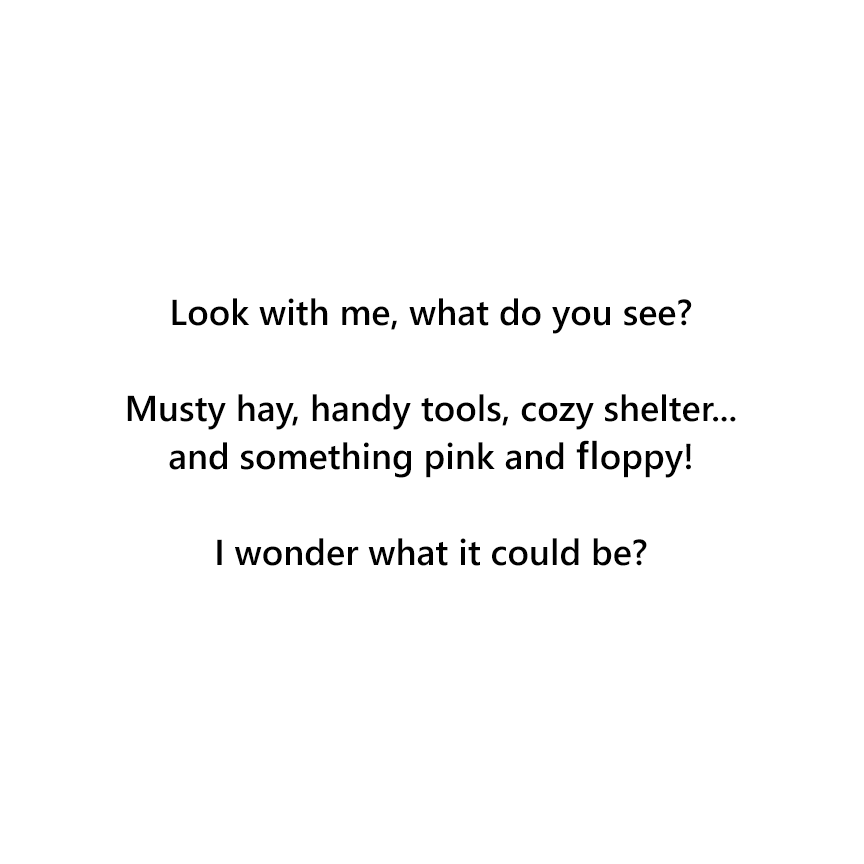 Look with me, what do you see?
Musty hay, handy tools, cozy shelter...
and something pink and floppy!
I wonder what it could be?